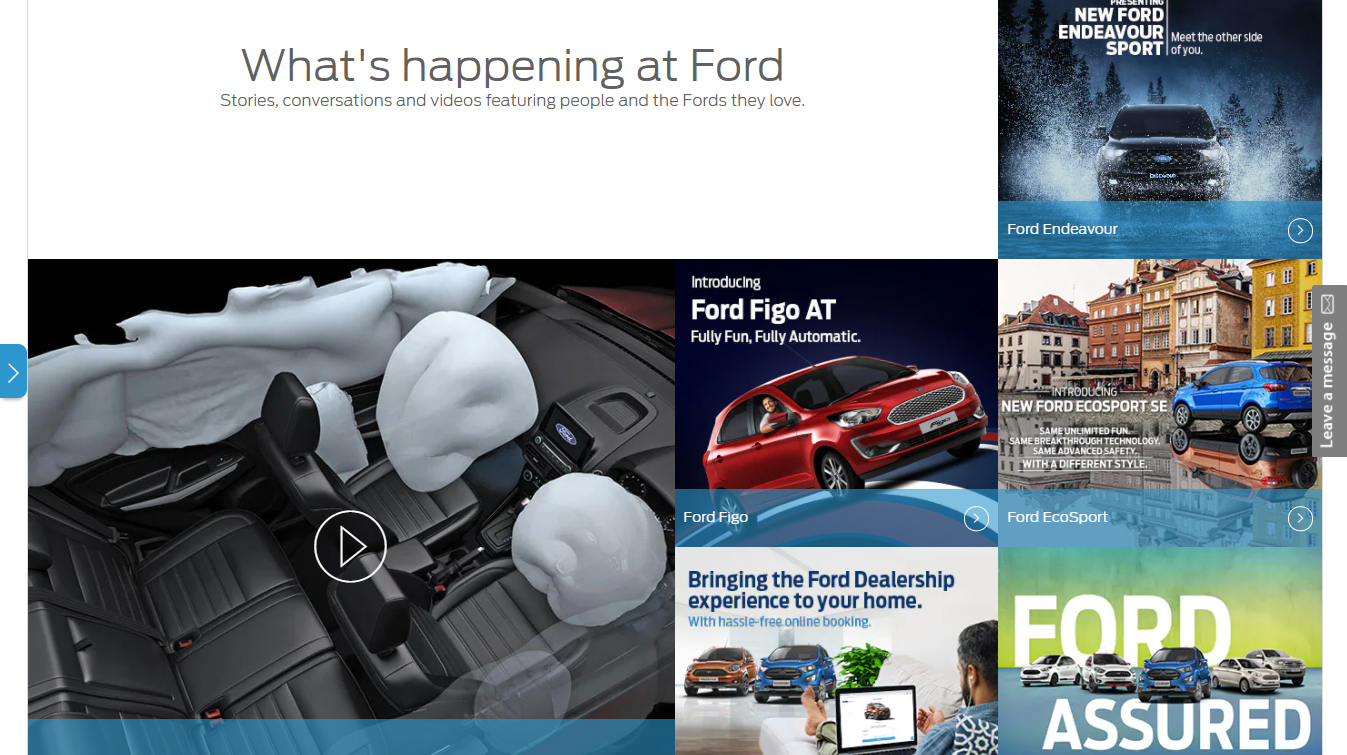 What's happening at Ford
Stories, conversations and videos featuring people and the Fords they love.
PRESENTING
NEW FORD
ENDEAVOUR
SPORT
Meet the other side
of you.
Ford Endeavour
Ford
Introducing
Ford Figo AT
Fully Fun, Fully Automatic.
Figo
Ford Figo
INTRODUCING
NEW FORD ECOSPORT SE
SAME UNLIMITED FUN.
SAME BREAKTHROUGH TECHNOLOGY.
SAME ADVANCED SAFETY.
WITH A DIFFERENT STYLE.
Ford EcoSport
Leave a message
Bringing the Ford Dealership
experience to your home.
With hassle-free online booking.
FORD
ASSURED